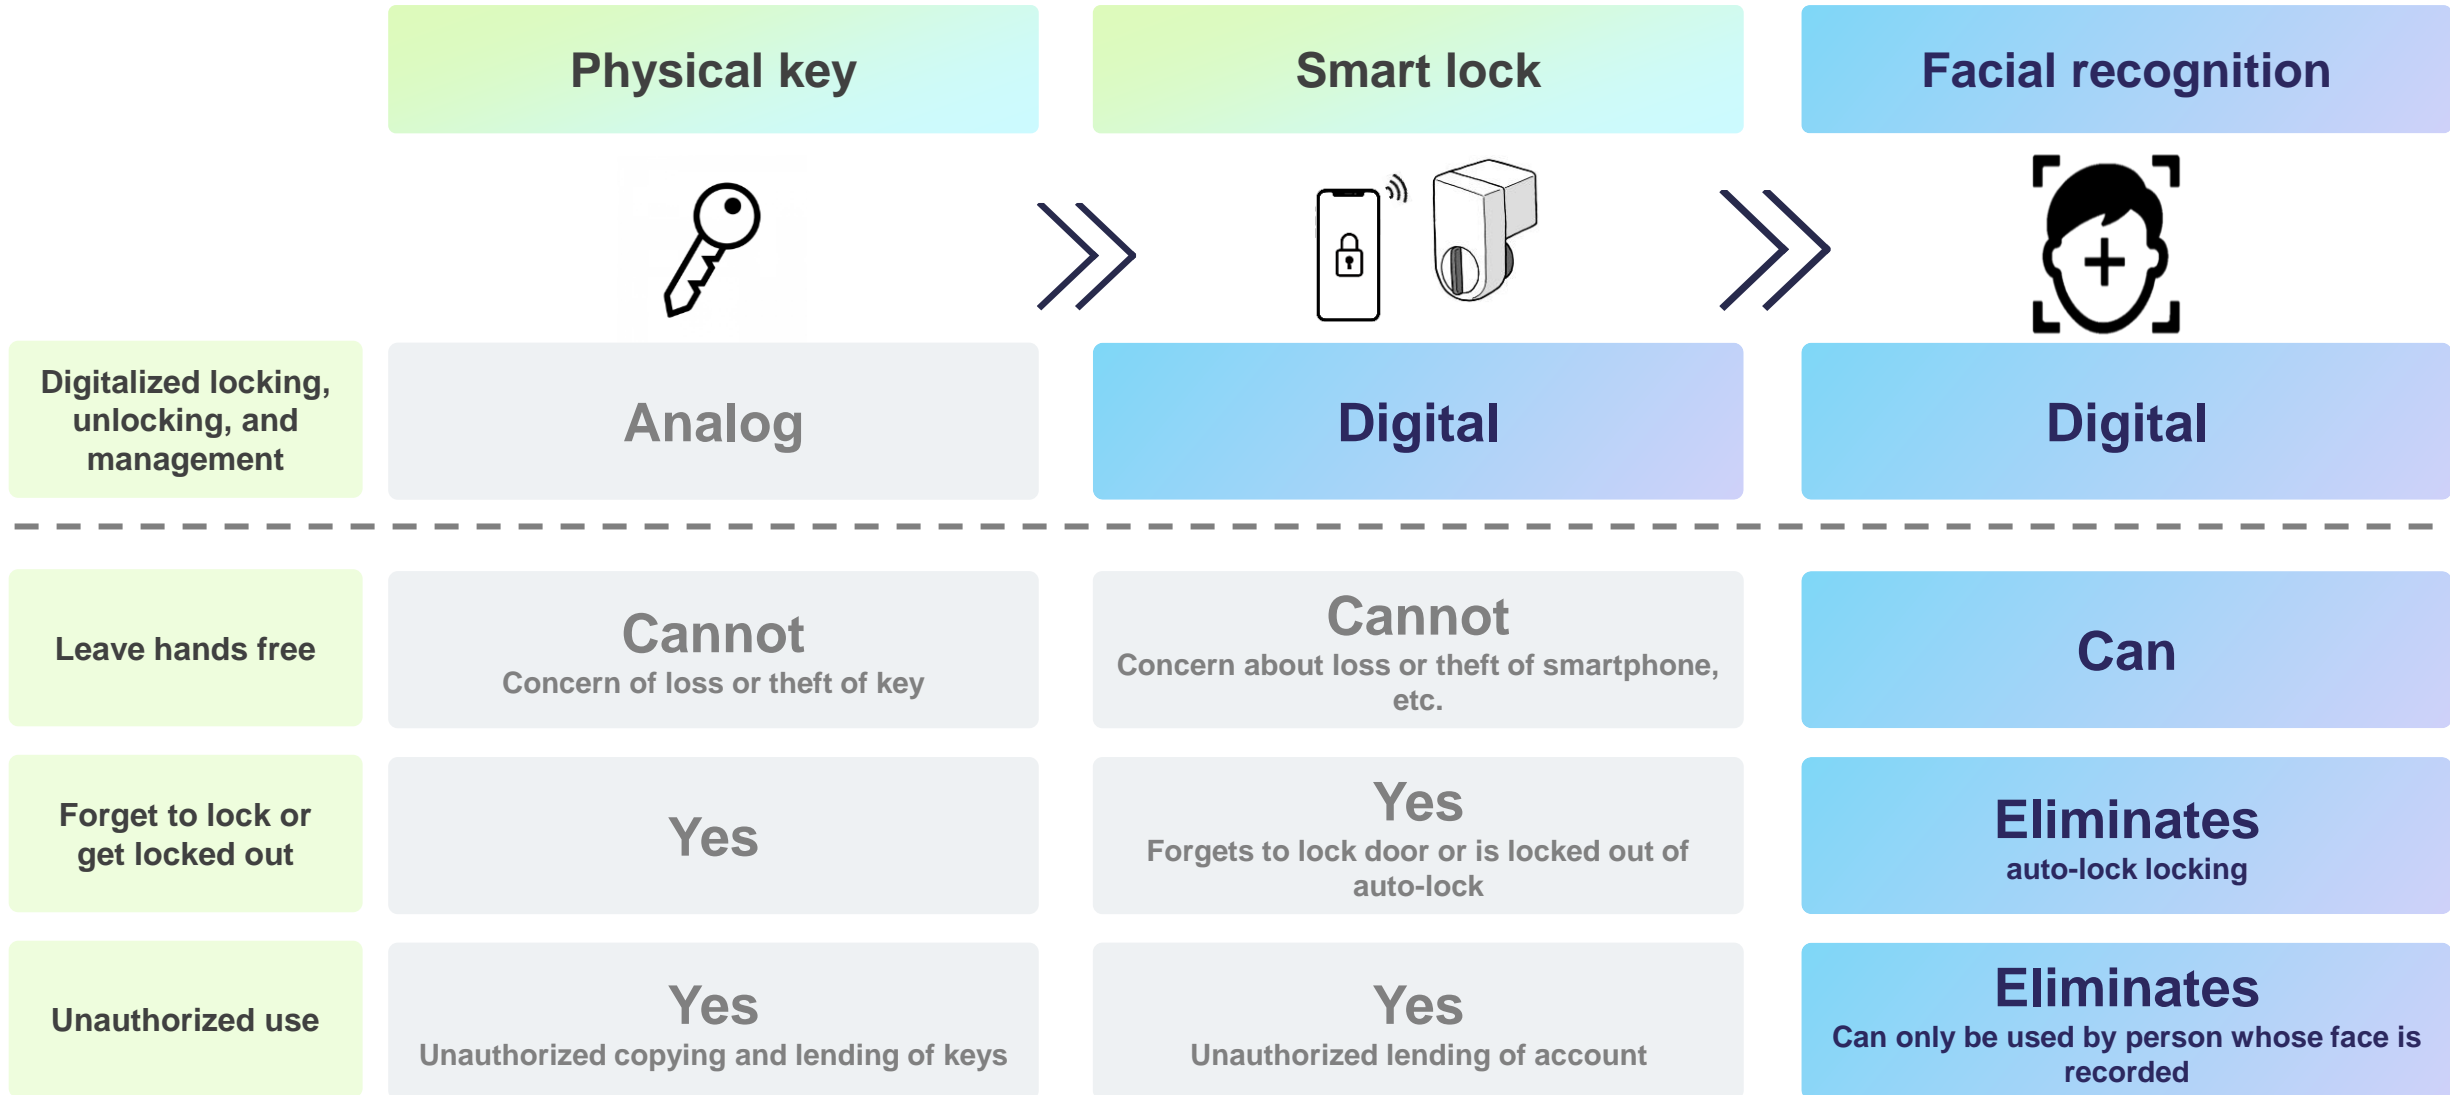 Physical key
Smart lock
Facial recognition
Digitalized locking,
unlocking, and
management
Analog
Digital
Digital
Leave hands free
Cannot
Concern of loss or theft of key
Cannot
Concern about loss or theft of smartphone,
etc.
Can
Forget to lock or
get locked out
Yes
Yes
Forgets to lock door or is locked out of
auto-lock
Eliminates
auto-lock locking
Unauthorized use
Yes
Unauthorized copying and lending of keys
Yes
Unauthorized lending of account
Eliminates
Can only be used by person whose face is
recorded